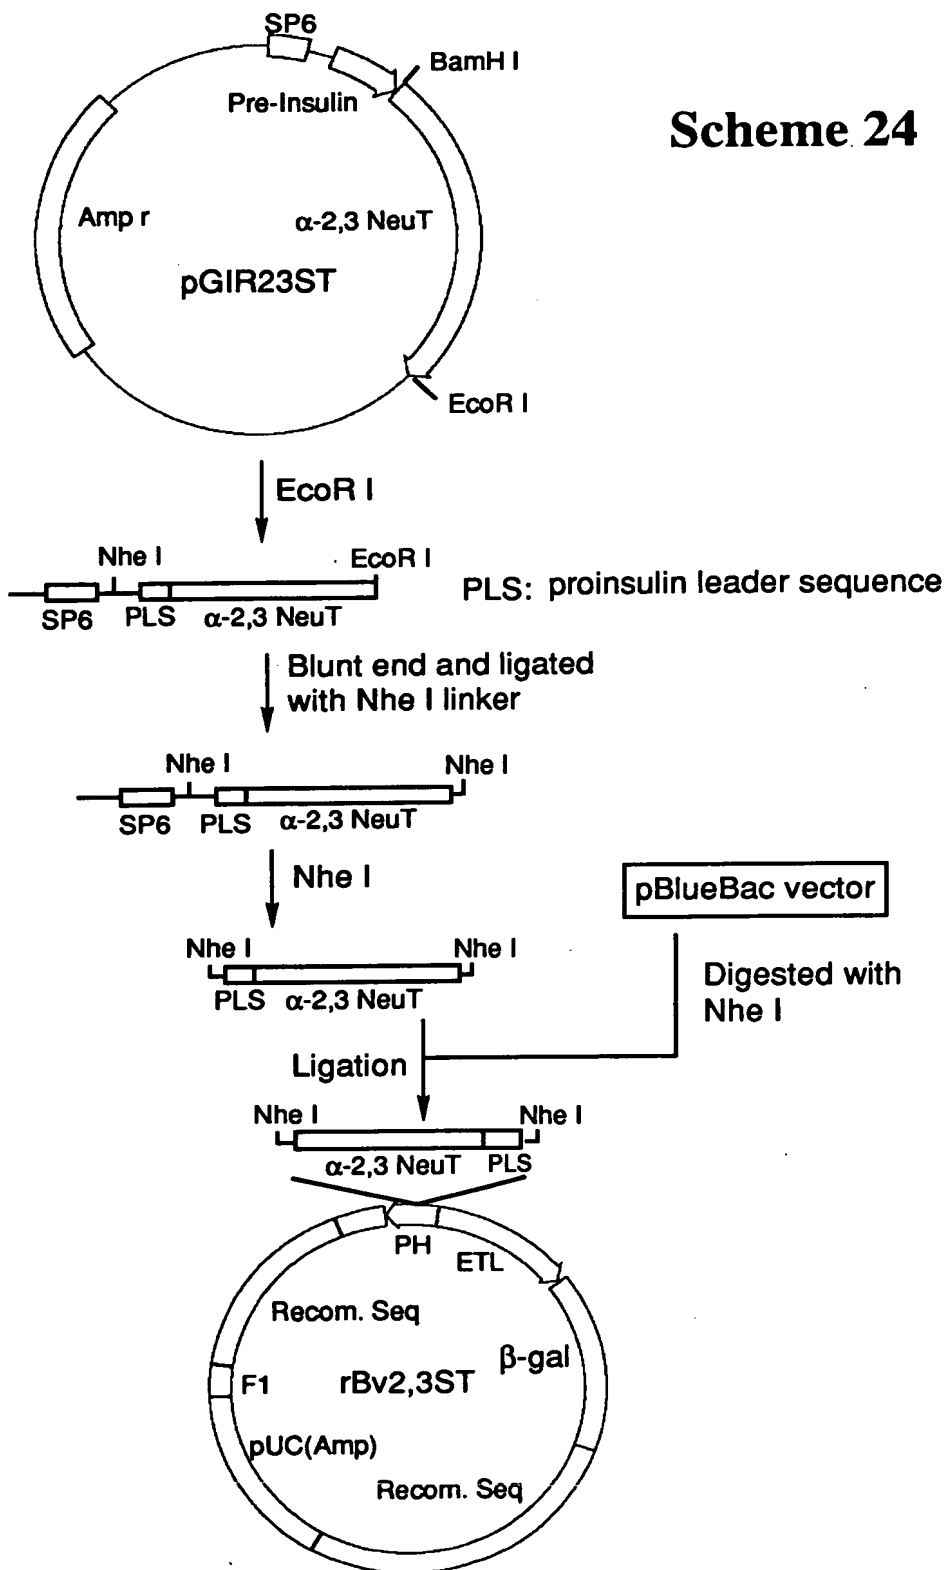 SP6
BamH I
Pre-Insulin
Scheme 24
Amp r
α-2,3 NeuT
pGIR23ST
EcoR I
EcoR I
Nhe I
EcoR I
PLS: proinsulin leader sequence
SP6
PLS
α-2,3 NeuT
Blunt end and ligated
with Nhe I linker
Nhe I
Nhe I
SP6
PLS
α-2,3 NeuT
Nhe I
pBlueBac vector
Nhe I
Nhe I
PLS
α-2,3 NeuT
Digested with
Nhe I
Ligation
Nhe I
Nhe I
α-2,3 NeuT
PLS
PH
ETL
Recom. Seq
β-gal
F1
rBv2,3ST
pUC(Amp)
Recom. Seq